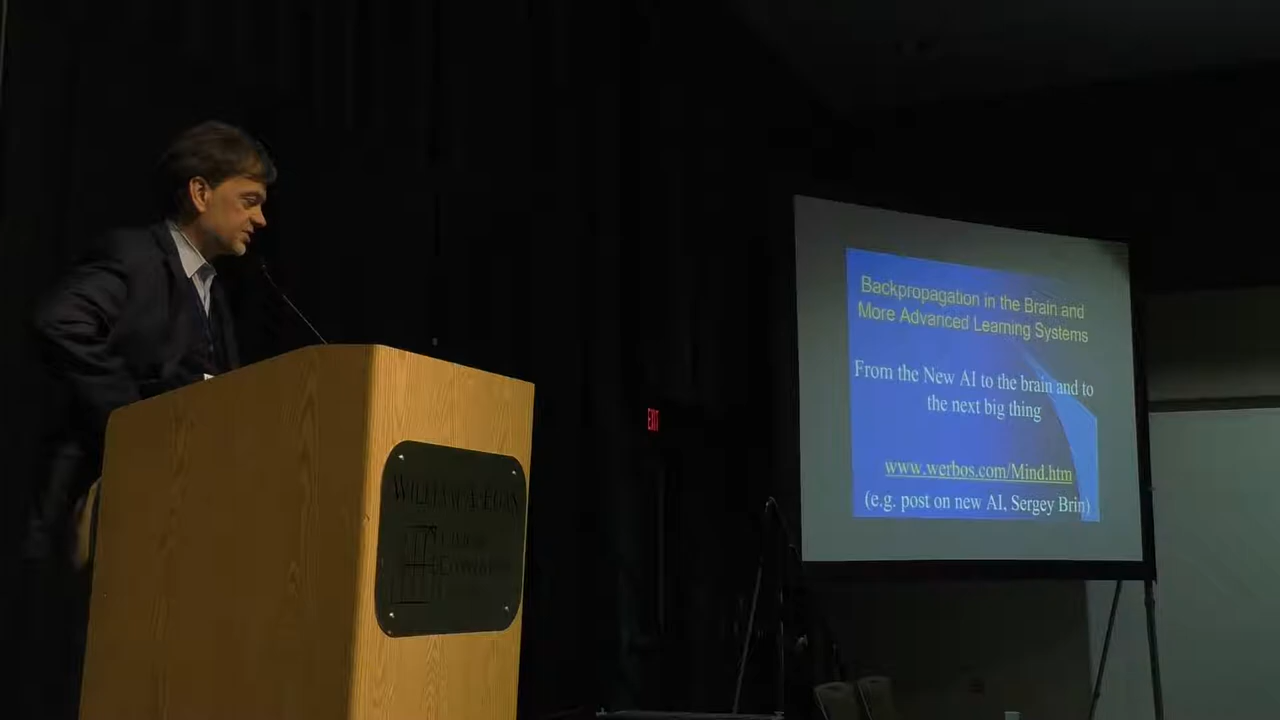 Backpropagation in the Brain and
More Advanced Learning Systems
From the New AI to the brain and to
the next big thing
www.werbos.com/Mind.htm
(e.g. post on new AI, Sergey Brin)
EXIT